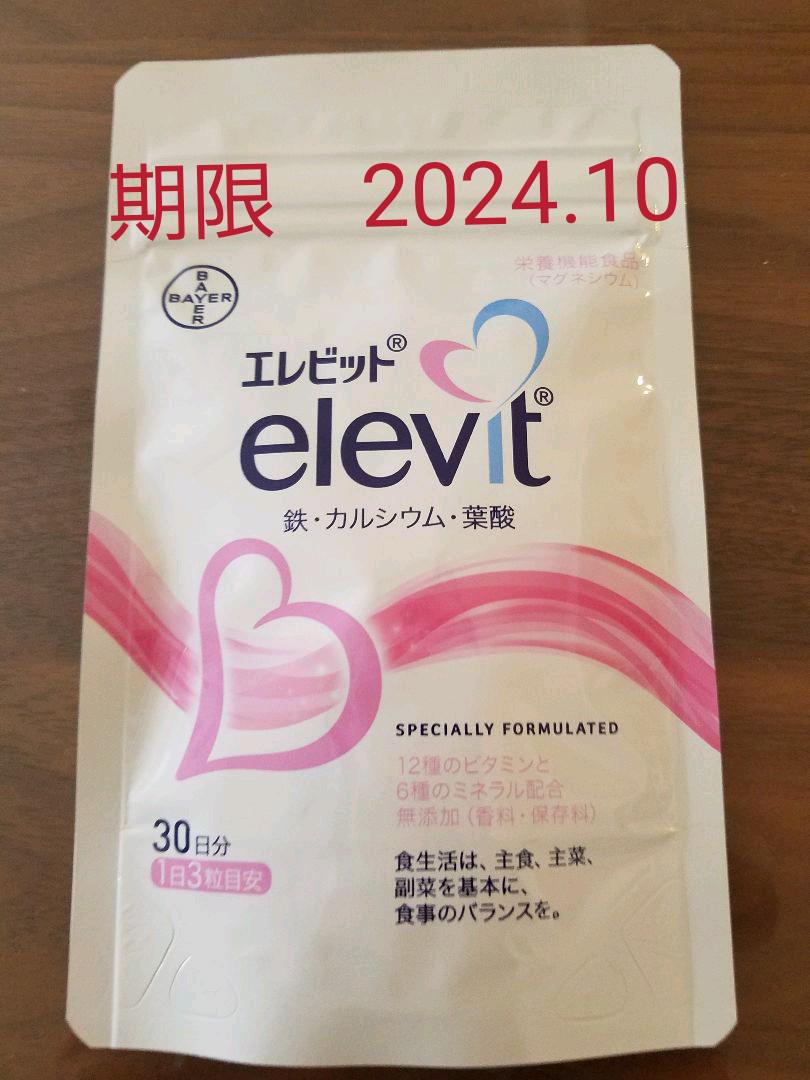 期限 2024.10
BAYER
BAYER
栄養機能食品
(マグネシウム)
エレビット®
elevit®
鉄・カルシウム・葉酸
SPECIALLY FORMULATED
12種のビタミンと
6種のミネラル配合
無添加(香料・保存料)
30日分
1日3粒目安
食生活は、主食、主菜、
副菜を基本に、
食事のバランスを。